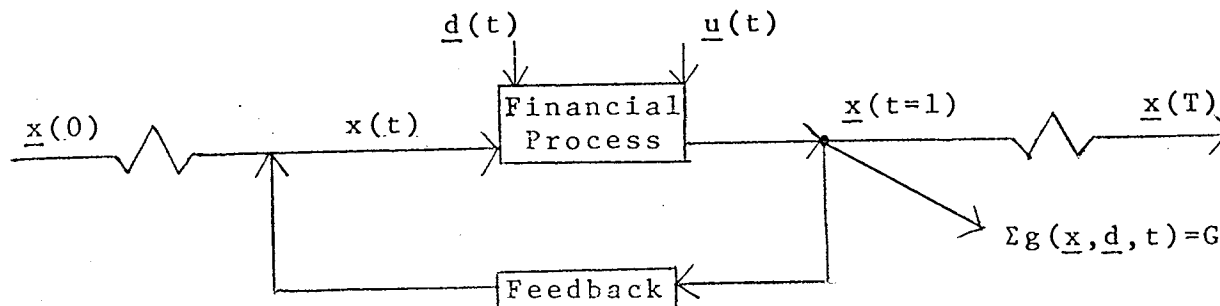 d(t)
u(t)
x(0)
x(t)
Financial
Process
x(t=1)
x(T)
Σg(x,d,t)=G
Feedback